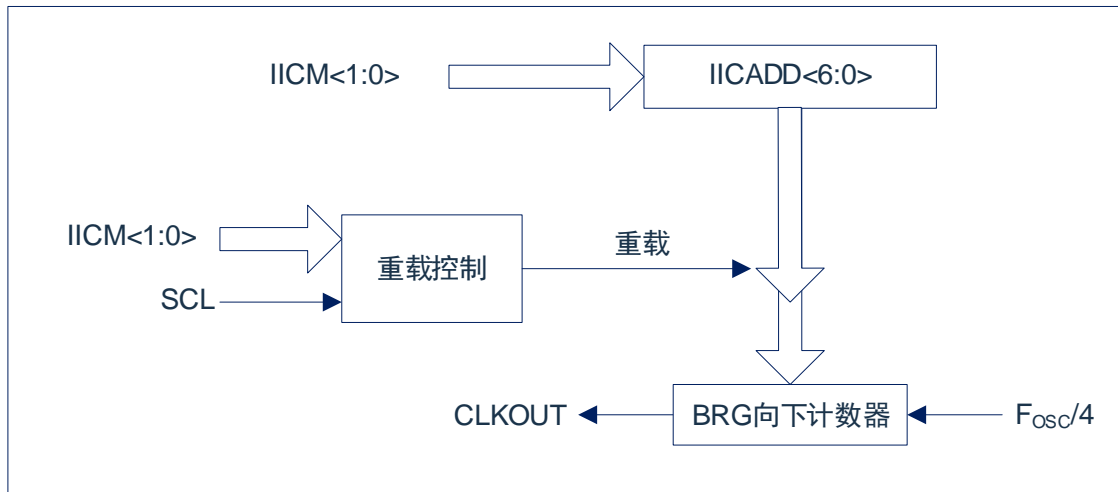 IICM<1:0>
IICADD<6:0>
IICM<1:0>
重载控制
重载
SCL
CLKOUT
BRG向下计数器
FOSC/4